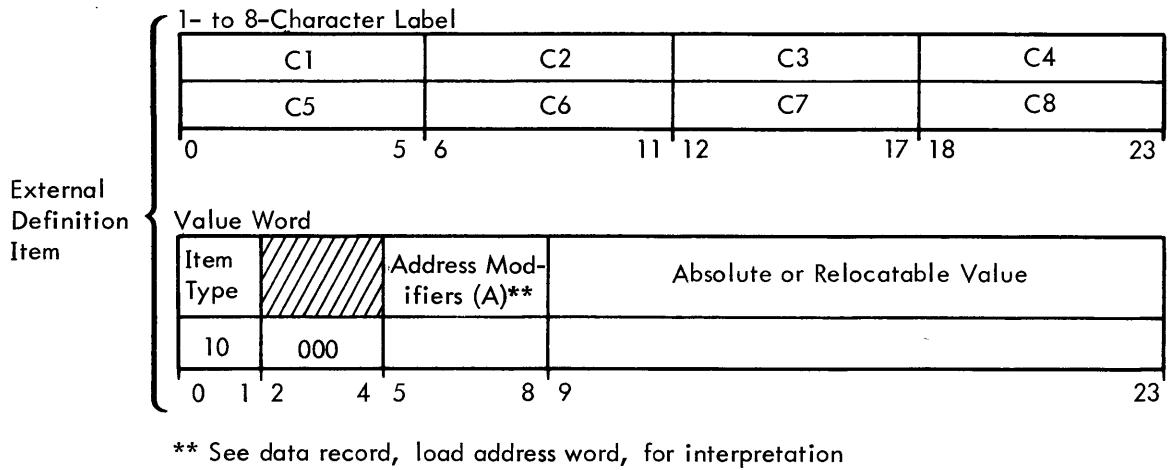 1- to 8-Character Label
C1 C2 C3 C4
C5 C6 C7 C8
0 5 6 11 12 17 18 23
External
Definition
Item
Value Word
Item
Type
Address Mod-
ifiers (A)**
Absolute or Relocatable Value
10 000
0 1 2 4 5 8 9 23
** See data record, load address word, for interpretation